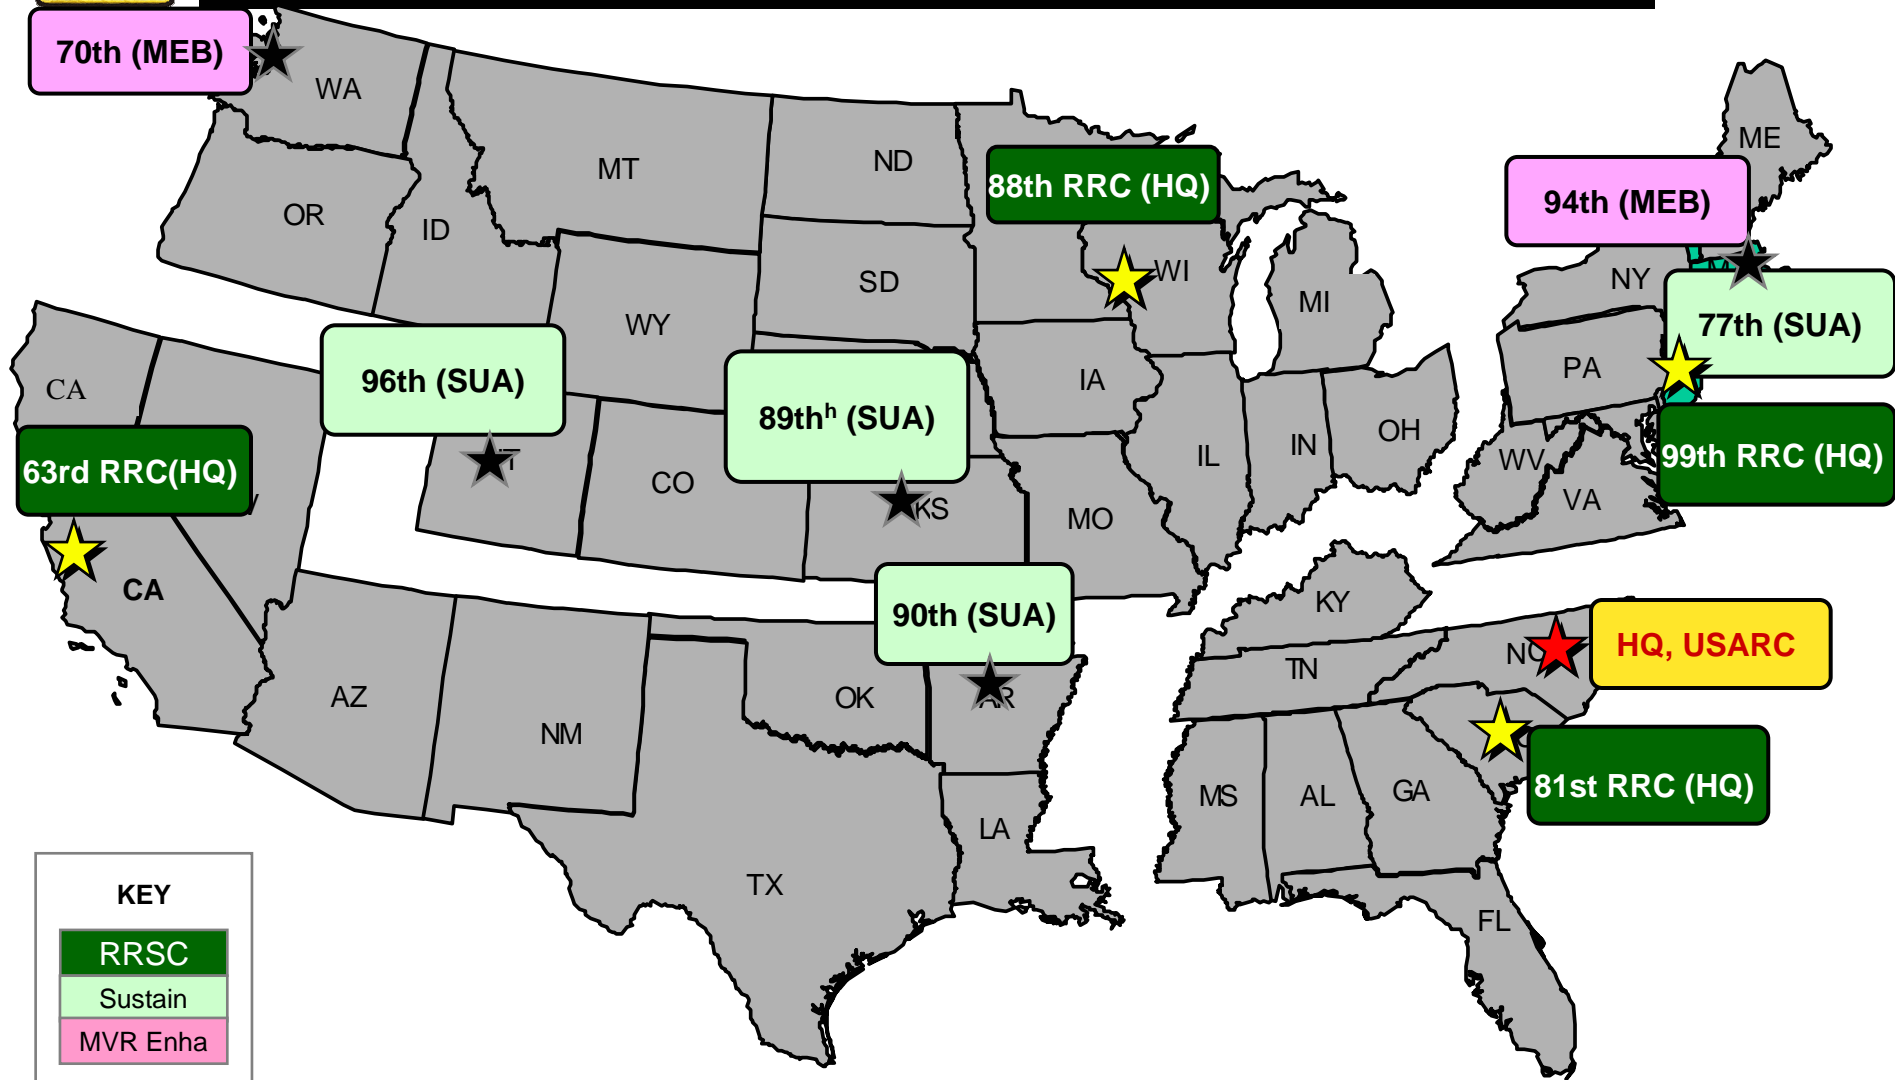 70th (MEB)
WA
ME
MT
ND
88th RRC (HQ)
94th (MEB)
OR
ID
WI
NY
SD
MI
77th (SUA)
WY
96th (SUA)
CA
IA
PA
89thʰ (SUA)
OH
IL
IN
WV
99th RRC (HQ)
63rd RRC(HQ)
CO
KS
MO
VA
CA
90th (SUA)
KY
HQ, USARC
NC
TN
AZ
OK
AR
NM
81st RRC (HQ)
MS
AL
GA
LA
TX
FL
KEY
RRSC
Sustain
MVR Enha